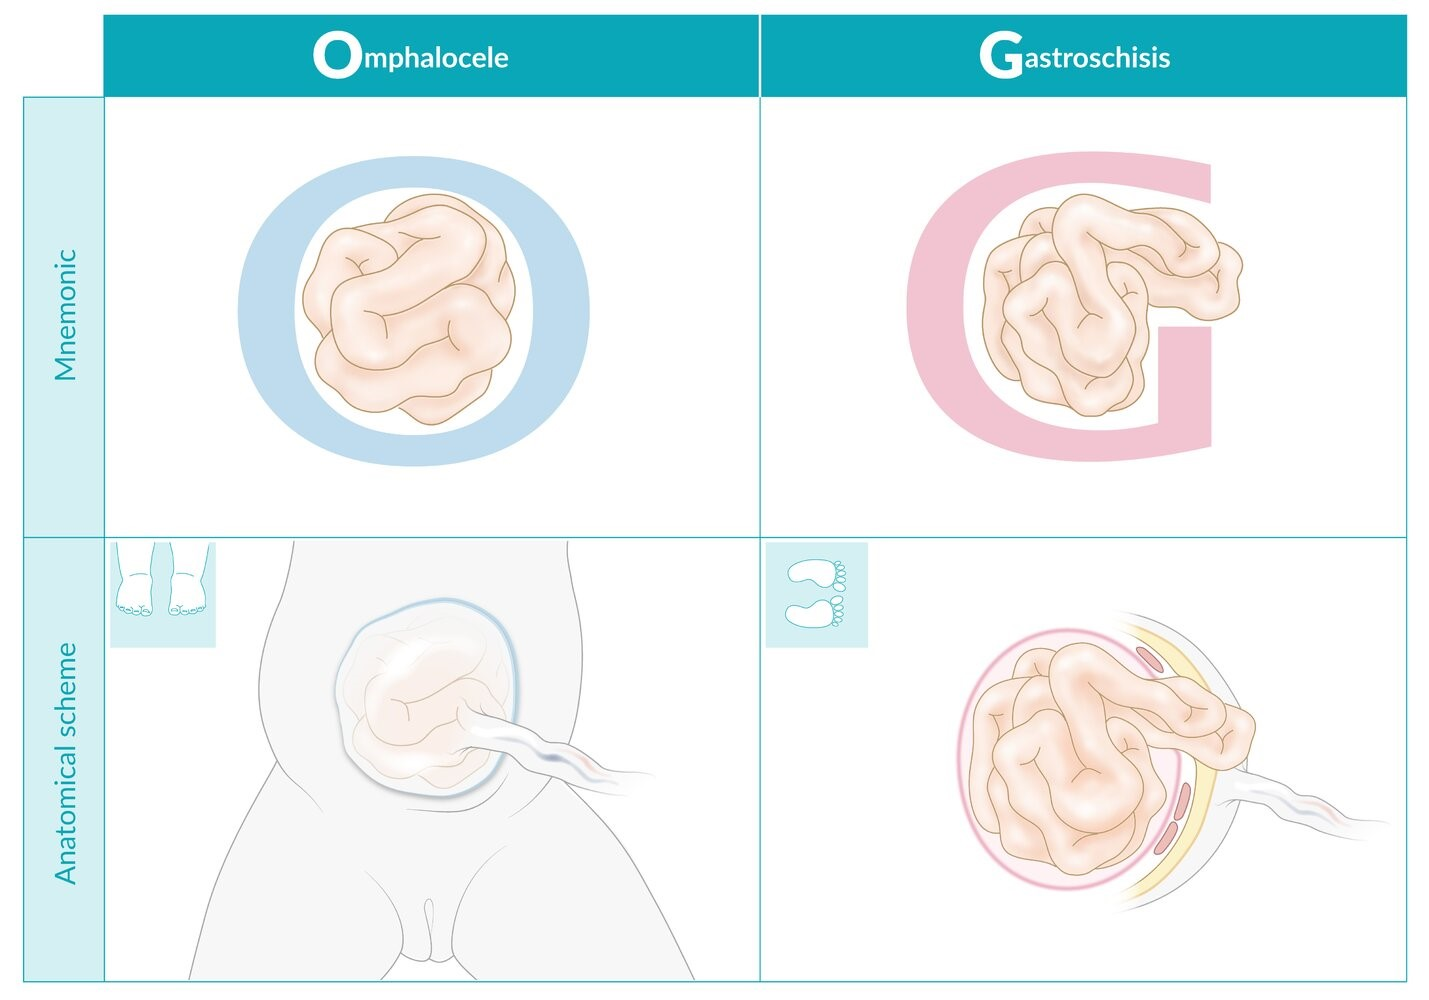 Omphalocele
Gastroschisis
Mnemonic
O
G
Anatomical scheme